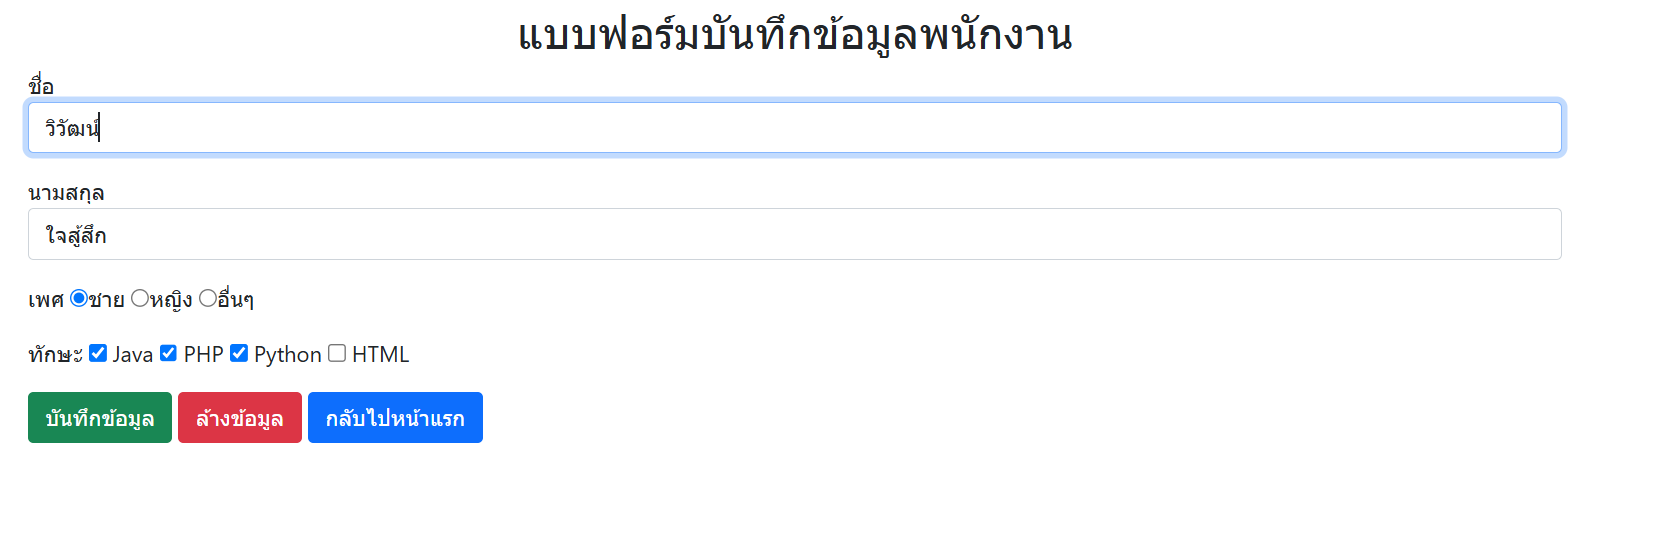 แบบฟอร์มบันทึกข้อมูลพนักงาน
ชื่อ
วิวัฒน์
นามสกุล
ใจสู้สึก
เพศ ชาย หญิง อื่นๆ
ทักษะ Java PHP Python HTML
บันทึกข้อมูล ล้างข้อมูล กลับไปหน้าแรก